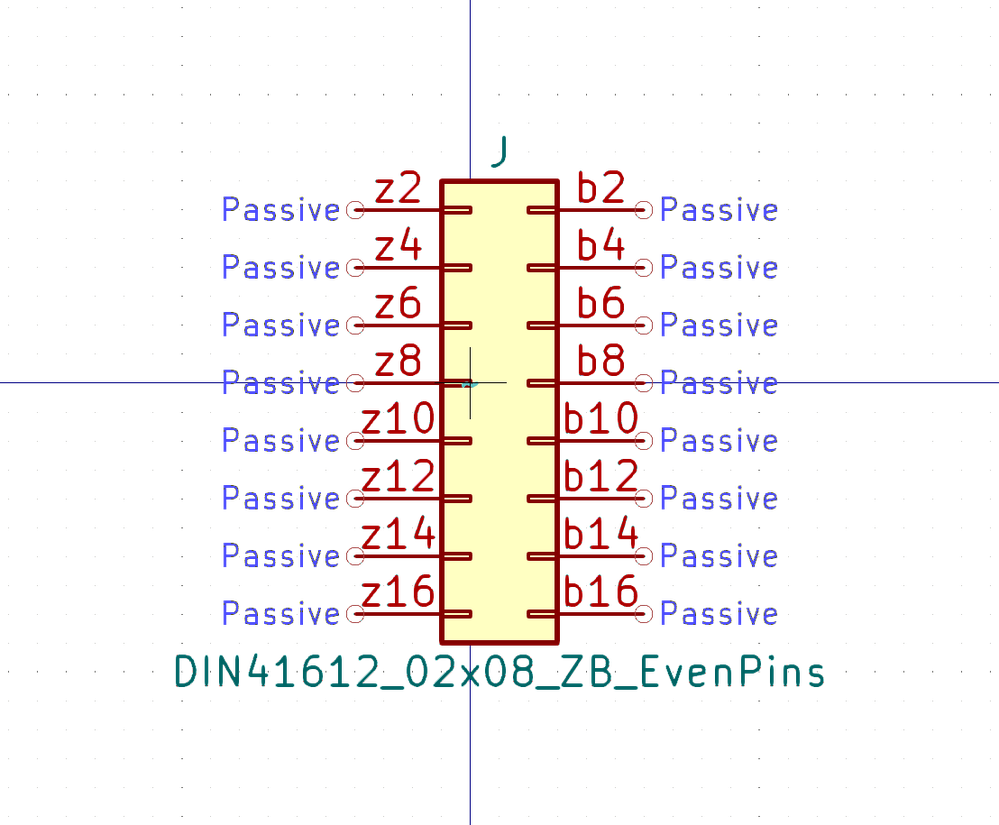 J
Passive z2 b2 Passive
Passive z4 b4 Passive
Passive z6 b6 Passive
Passive z8 b8 Passive
Passive z10 b10 Passive
Passive z12 b12 Passive
Passive z14 b14 Passive
Passive z16 b16 Passive
DIN41612_02x08_ZB_EvenPins